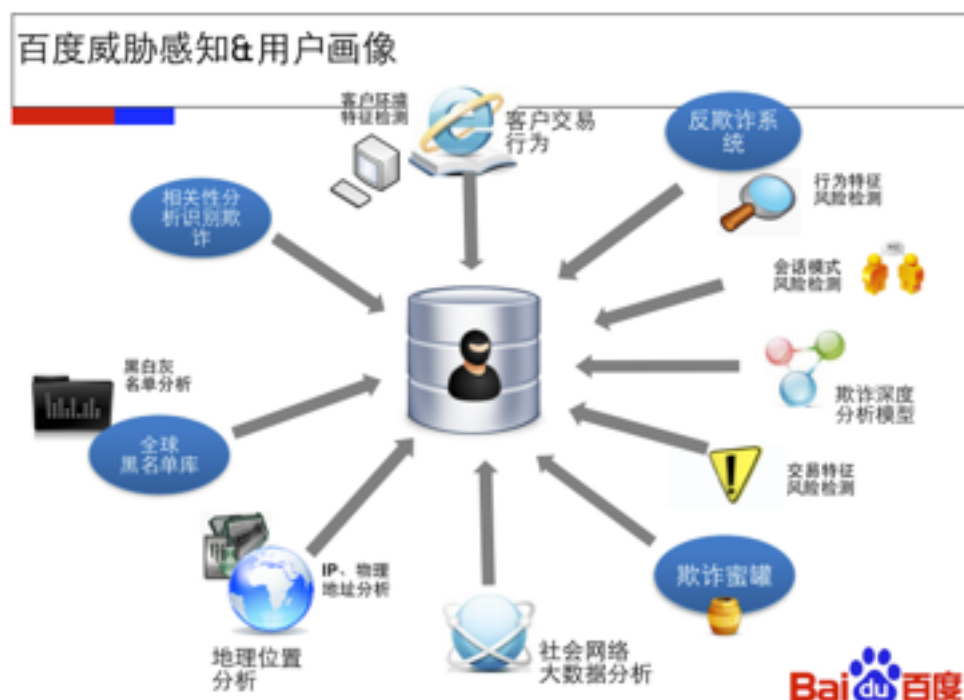 百度威胁感知&用户画像
客户环境
特征检测
客户交易
行为
反欺诈系
统
行为特征
风险检测
相关性分
析识别欺
诈
会话模式
风险检测
黑白灰
名单分析
欺诈深度
分析模型
全球
黑名单库
交易特征
风险检测
IP、物理
地址分析
欺诈蜜罐
地理位置
分析
社会网络
大数据分析
Bai du 百度